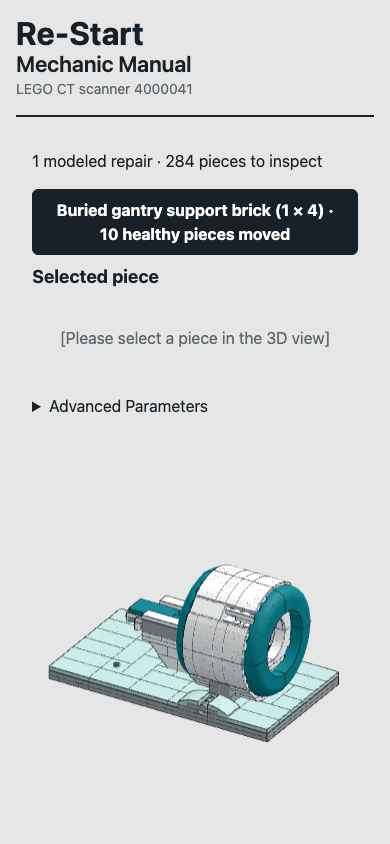 Re-Start
Mechanic Manual
LEGO CT scanner 4000041
1 modeled repair · 284 pieces to inspect
Buried gantry support brick (1 × 4) ·
10 healthy pieces moved
Selected piece
[Please select a piece in the 3D view]
▶ Advanced Parameters